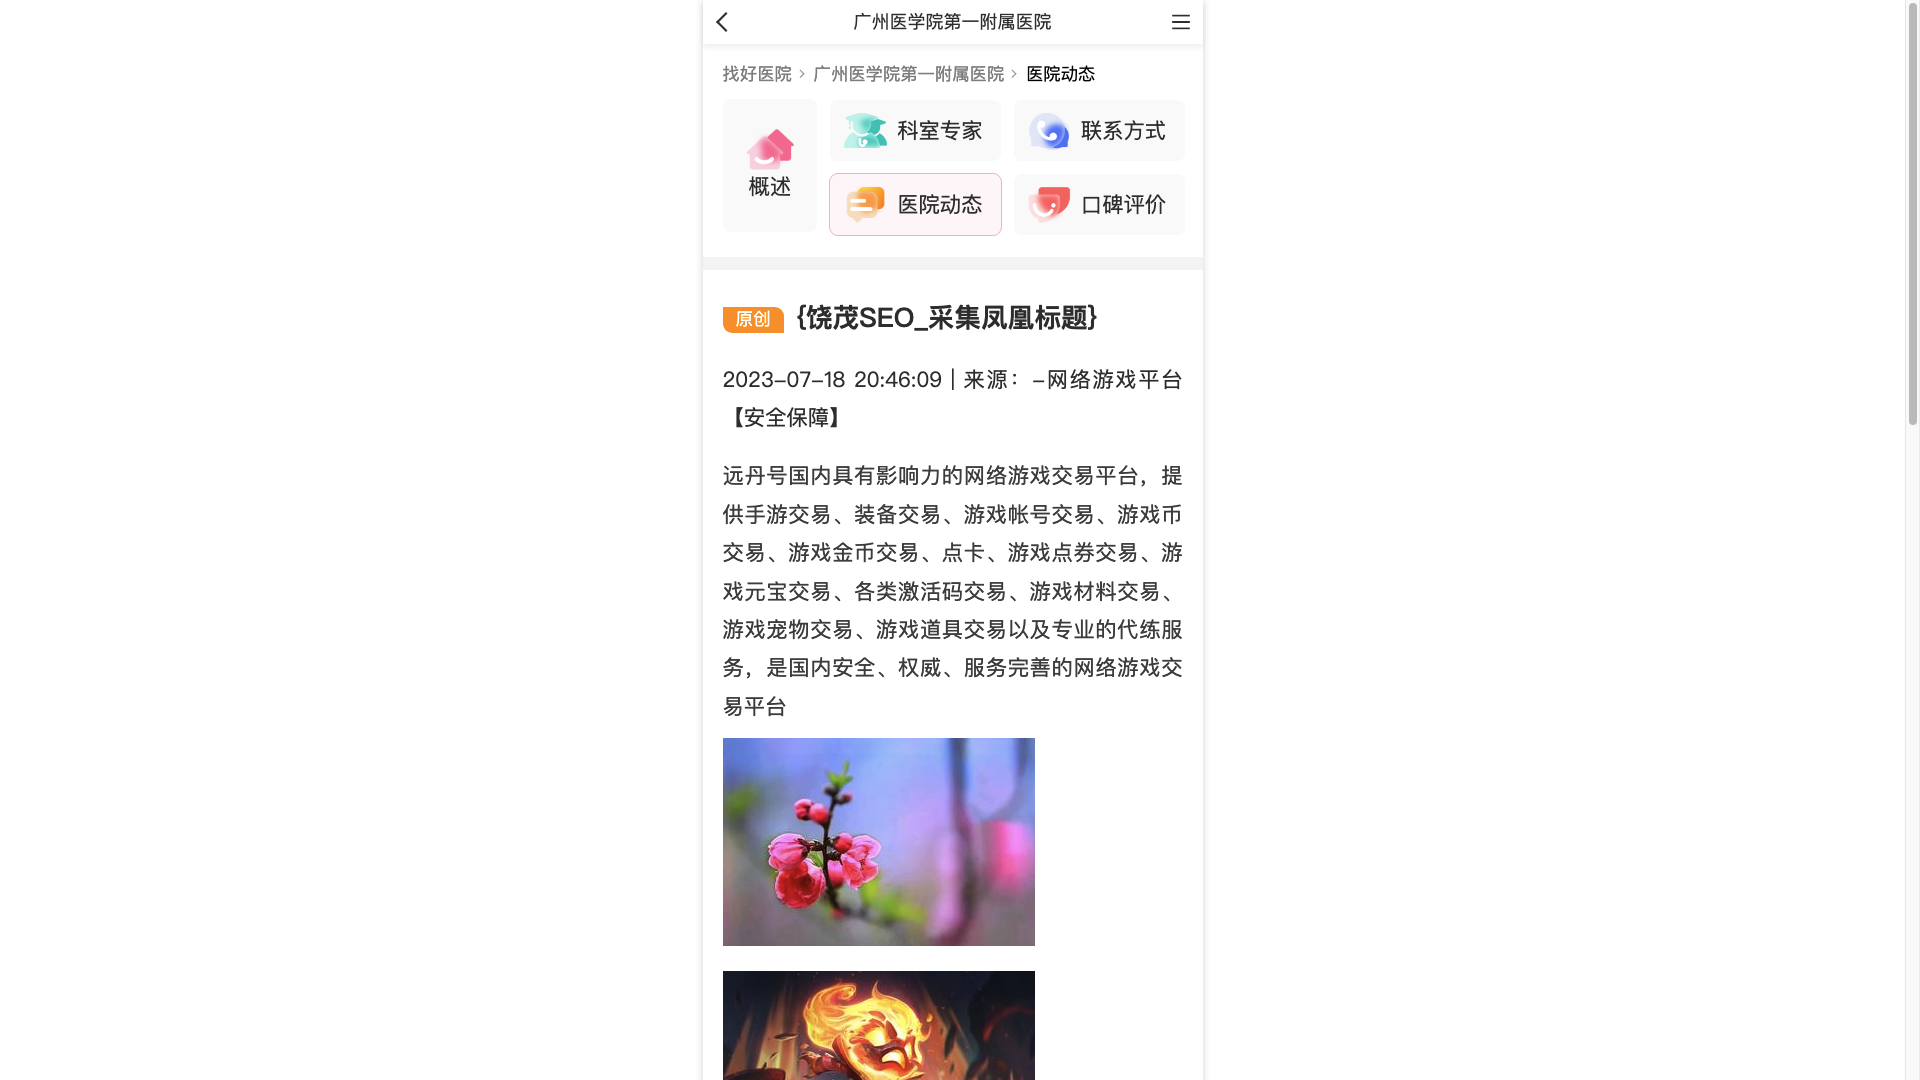 广州医学院第一附属医院
找好医院 > 广州医学院第一附属医院 > 医院动态
概述
科室专家
联系方式
医院动态
口碑评价
原创 {饶茂SEO_采集凤凰标题}
2023-07-18 20:46:09 | 来源：-网络游戏平台
【安全保障】
远丹号国内具有影响力的网络游戏交易平台，提
供手游交易、装备交易、游戏帐号交易、游戏币
交易、游戏金币交易、点卡、游戏点券交易、游
戏元宝交易、各类激活码交易、游戏材料交易、
游戏宠物交易、游戏道具交易以及专业的代练服
务，是国内安全、权威、服务完善的网络游戏交
易平台